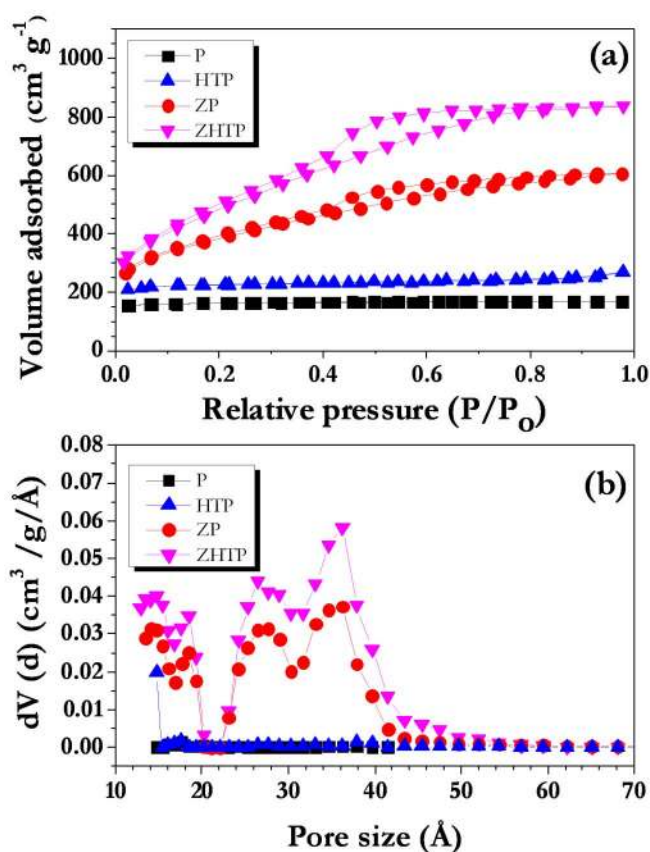 (a)
P
HTP
ZP
ZHTP
Volume adsorbed (cm³ g⁻¹)
1000
800
600
400
200
0
0.0 0.2 0.4 0.6 0.8 1.0
Relative pressure (P/P₀)
(b)
P
HTP
ZP
ZHTP
dV (d) (cm³ /g/Å)
0.08
0.07
0.06
0.05
0.04
0.03
0.02
0.01
0.00
10 20 30 40 50 60 70
Pore size (Å)